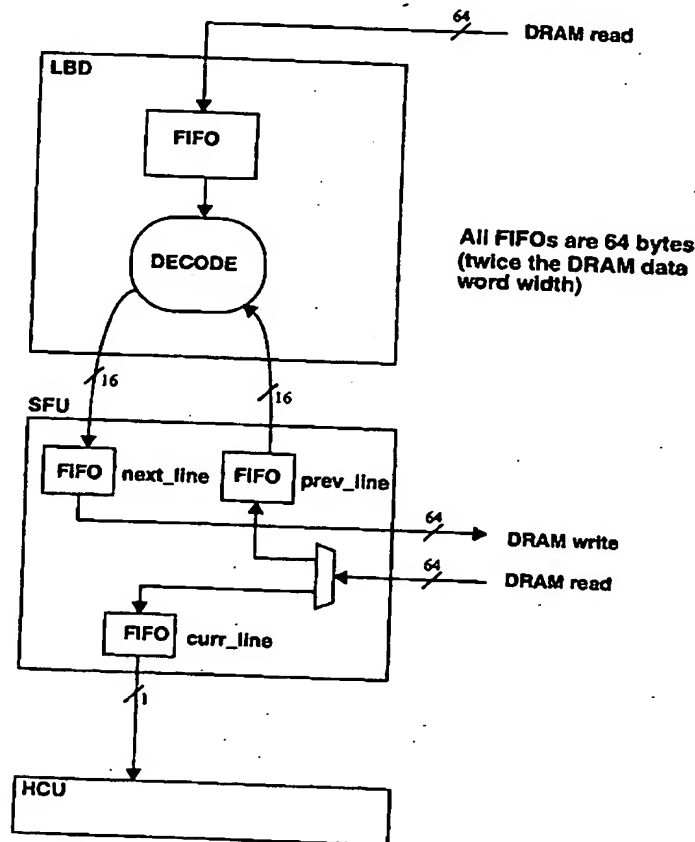 64
DRAM read
LBD
FIFO
DECODE
All FIFOs are 64 bytes
(twice the DRAM data
word width)
16
16
SFU
FIFO
next_line
FIFO
prev_line
64
DRAM write
64
DRAM read
FIFO
curr_line
1
HCU